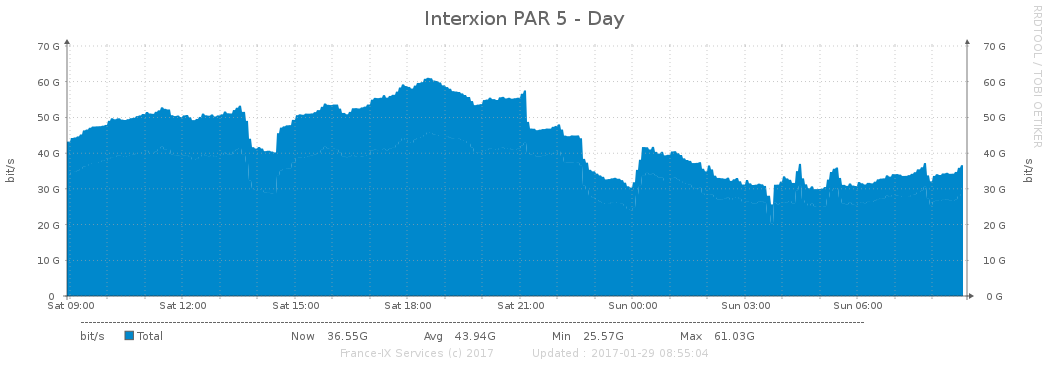 Interxion PAR 5 - Day
RRDTOOL / TOBI OETIKER
70 G 70 G
60 G 60 G
50 G 50 G
40 G 40 G
30 G 30 G
20 G 20 G
10 G 10 G
0 0 G
bit/s bit/s
Sat 09:00 Sat 12:00 Sat 15:00 Sat 18:00 Sat 21:00 Sun 00:00 Sun 03:00 Sun 06:00
bit/s Total Now 36.55G Avg 43.94G Min 25.57G Max 61.03G
France-IX Services (c) 2017 Updated : 2017-01-29 08:55:04